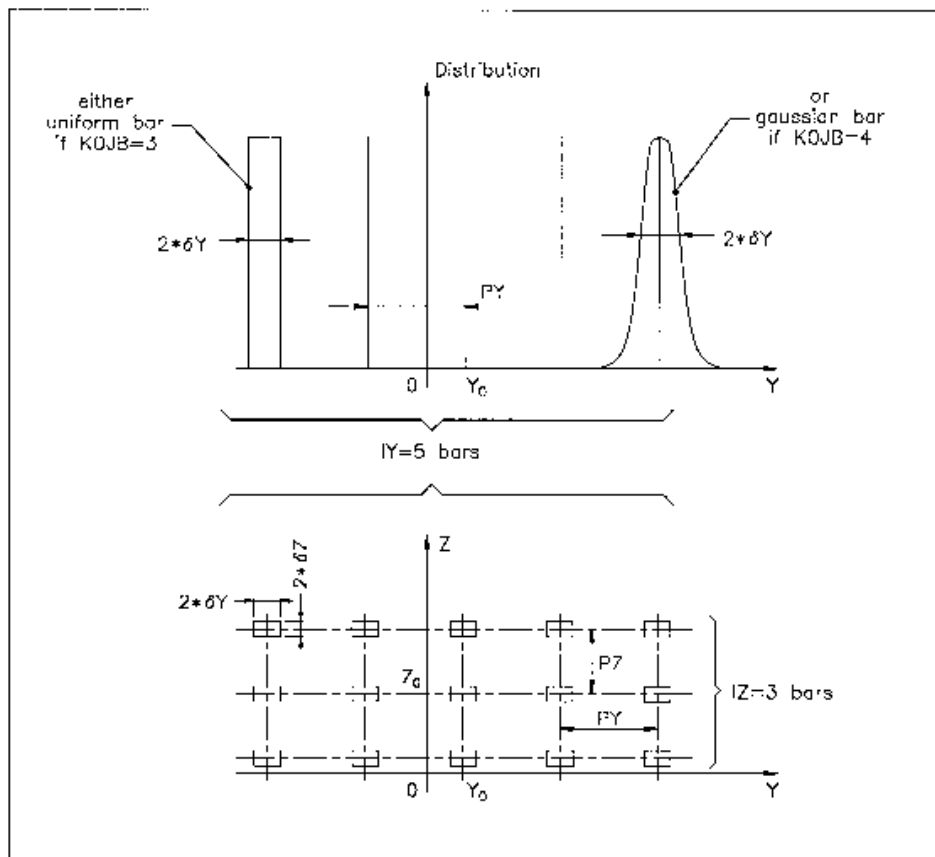 Distribution
either
uniform bar
if KOJB=3
or
gaussian bar
if KOJB=4
2*δY
2*δY
PY
0
Y₀
Y
IY=5 bars
Z
2*δZ
2*δY
Z₀
PZ
PY
IZ=3 bars
0
Y₀
Y